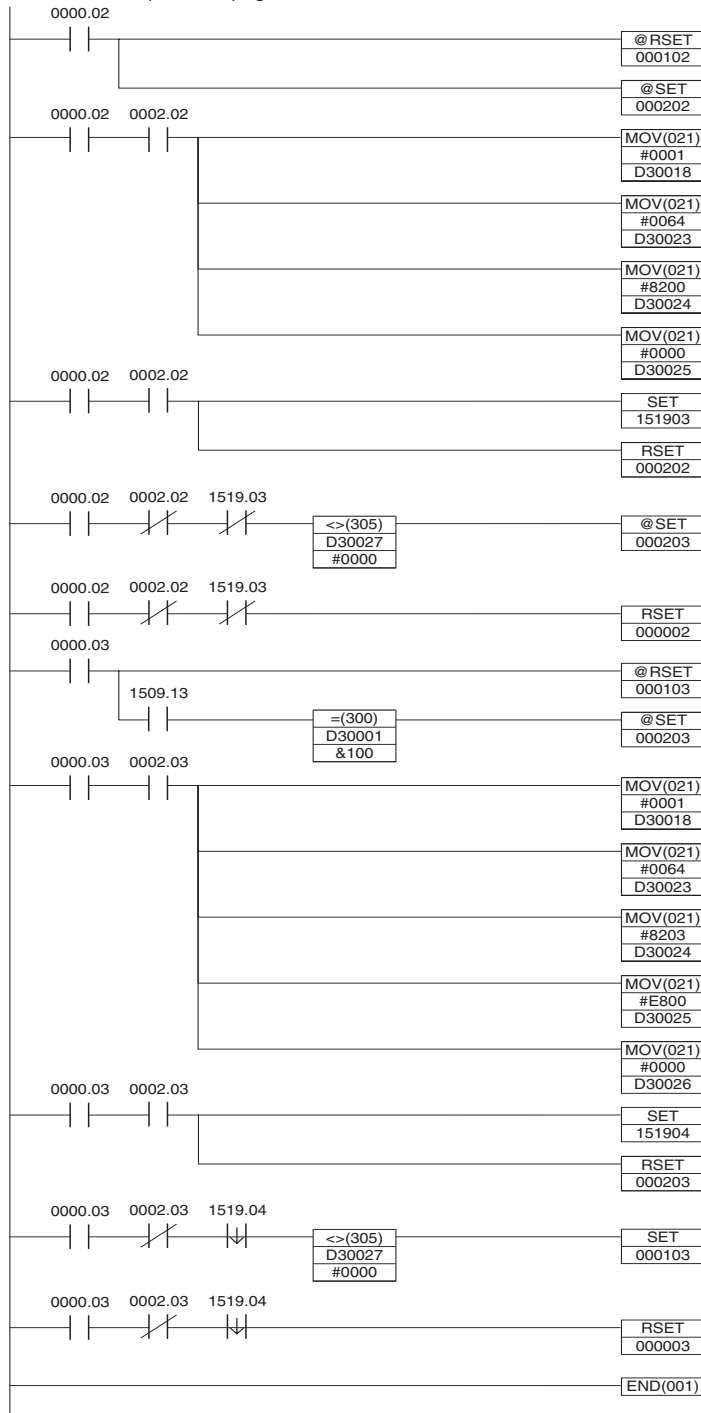 0000.02
@RSET
000102
@SET
000202
0000.02 0002.02
MOV(021)
#0001
D30018
MOV(021)
#0064
D30023
MOV(021)
#8200
D30024
MOV(021)
#0000
D30025
0000.02 0002.02
SET
151903
RSET
000202
0000.02 0002.02 1519.03
<>(305)
D30027
#0000
@SET
000203
0000.02 0002.02 1519.03
RSET
000002
0000.03
@RSET
000103
1509.13
=(300)
D30001
&100
@SET
000203
0000.03 0002.03
MOV(021)
#0001
D30018
MOV(021)
#0064
D30023
MOV(021)
#8203
D30024
MOV(021)
#E800
D30025
MOV(021)
#0000
D30026
0000.03 0002.03
SET
151904
RSET
000203
0000.03 0002.03 1519.04
<>(305)
D30027
#0000
SET
000103
0000.03 0002.03 1519.04
RSET
000003
END(001)